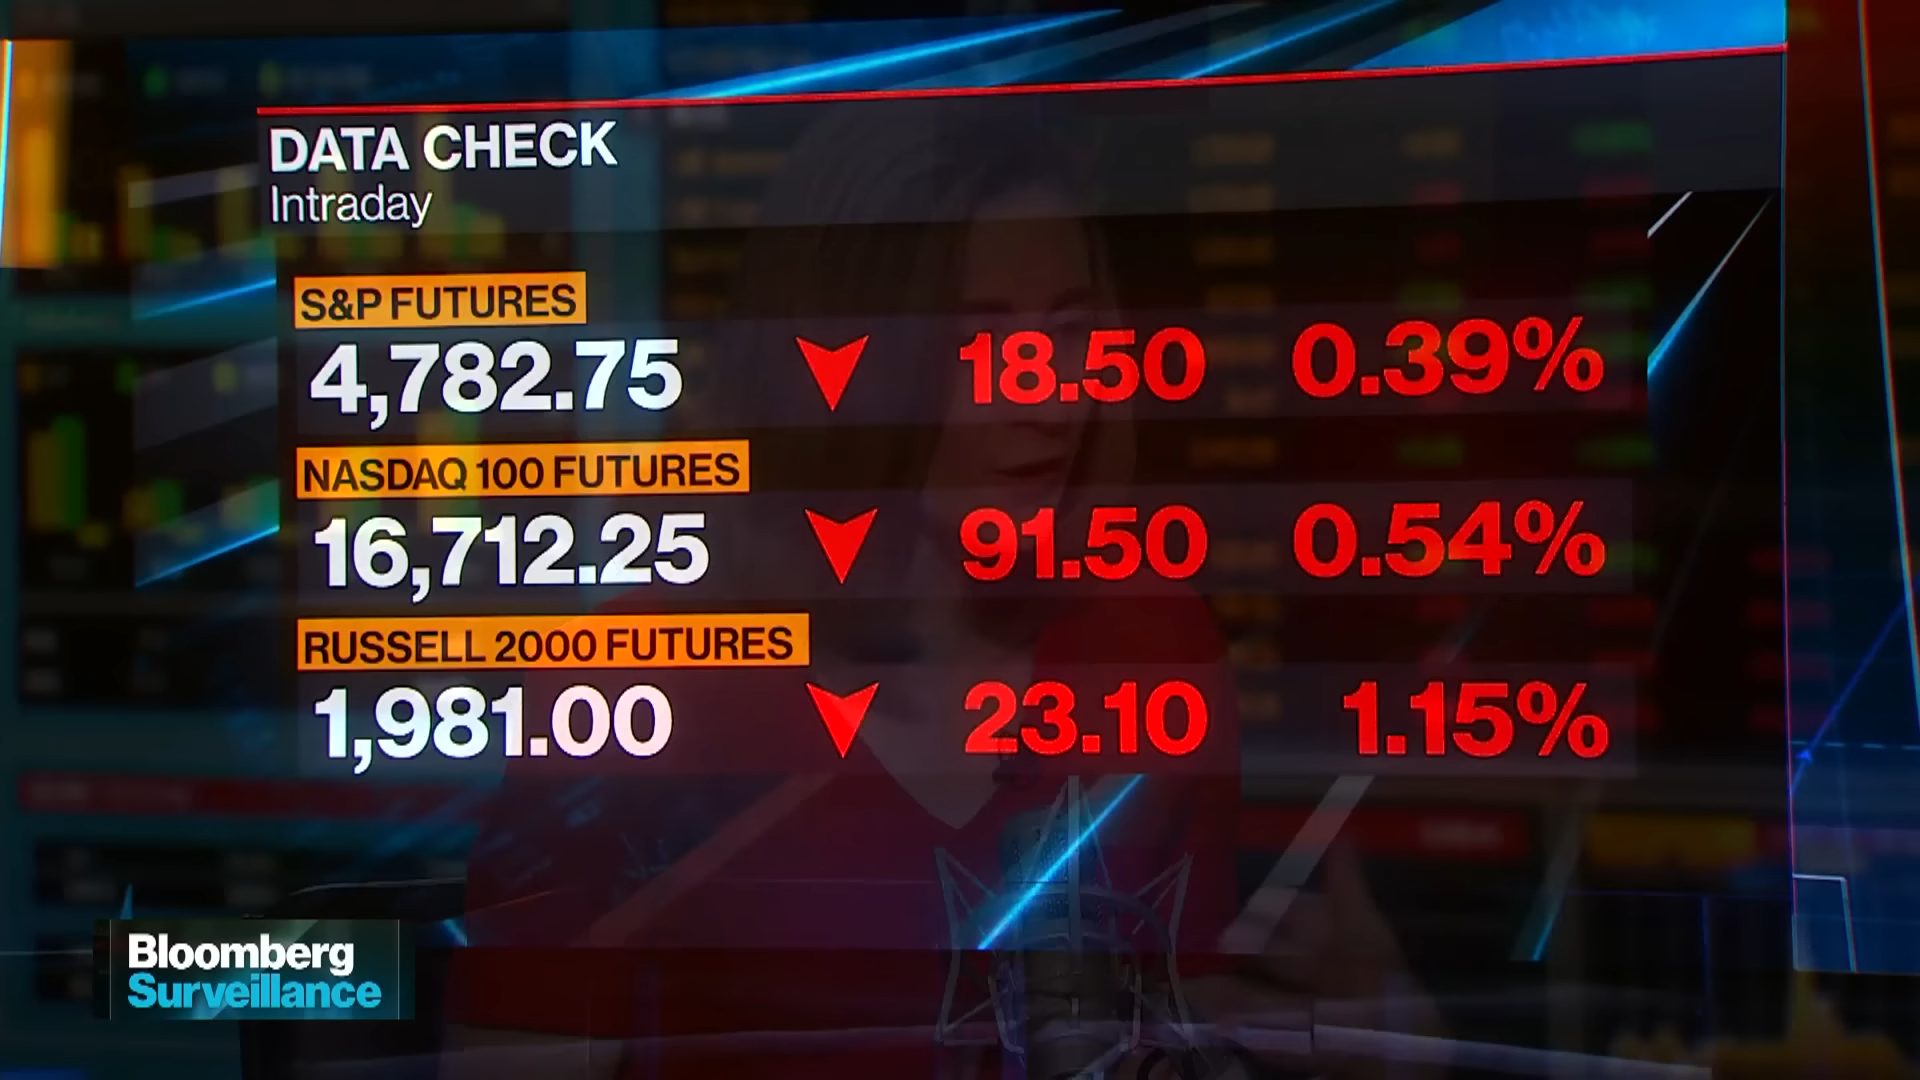 DATA CHECK
Intraday
S&P FUTURES
4,782.75 18.50 0.39%
NASDAQ 100 FUTURES
16,712.25 91.50 0.54%
RUSSELL 2000 FUTURES
1,981.00 23.10 1.15%
Bloomberg
Surveillance